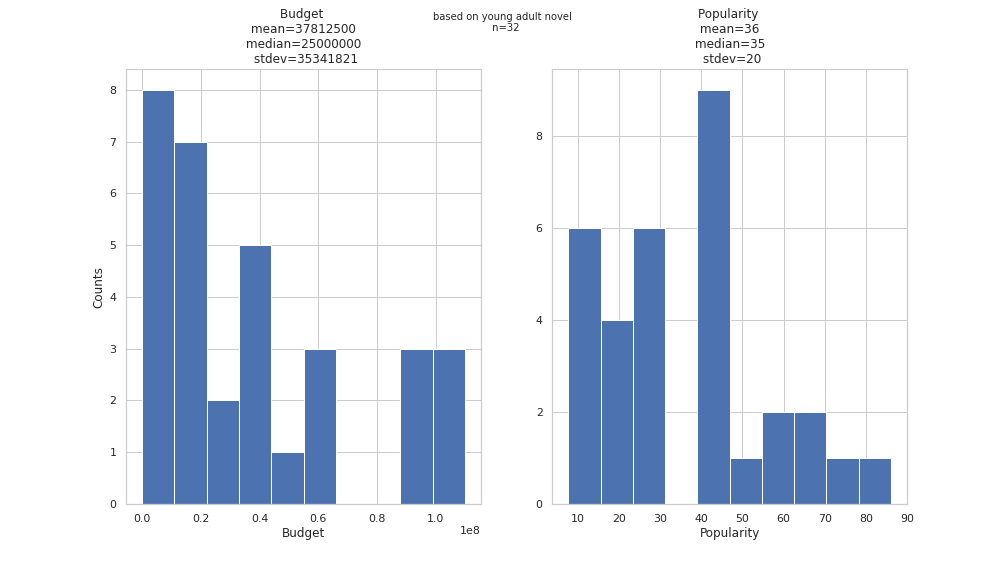 based on young adult novel
n=32
Budget
mean=37812500
median=25000000
stdev=35341821
8
7
6
5
4
3
2
1
0
Counts
0.0 0.2 0.4 0.6 0.8 1.0
1e8
Budget
Popularity
mean=36
median=35
stdev=20
8
6
4
2
0
10 20 30 40 50 60 70 80 90
Popularity